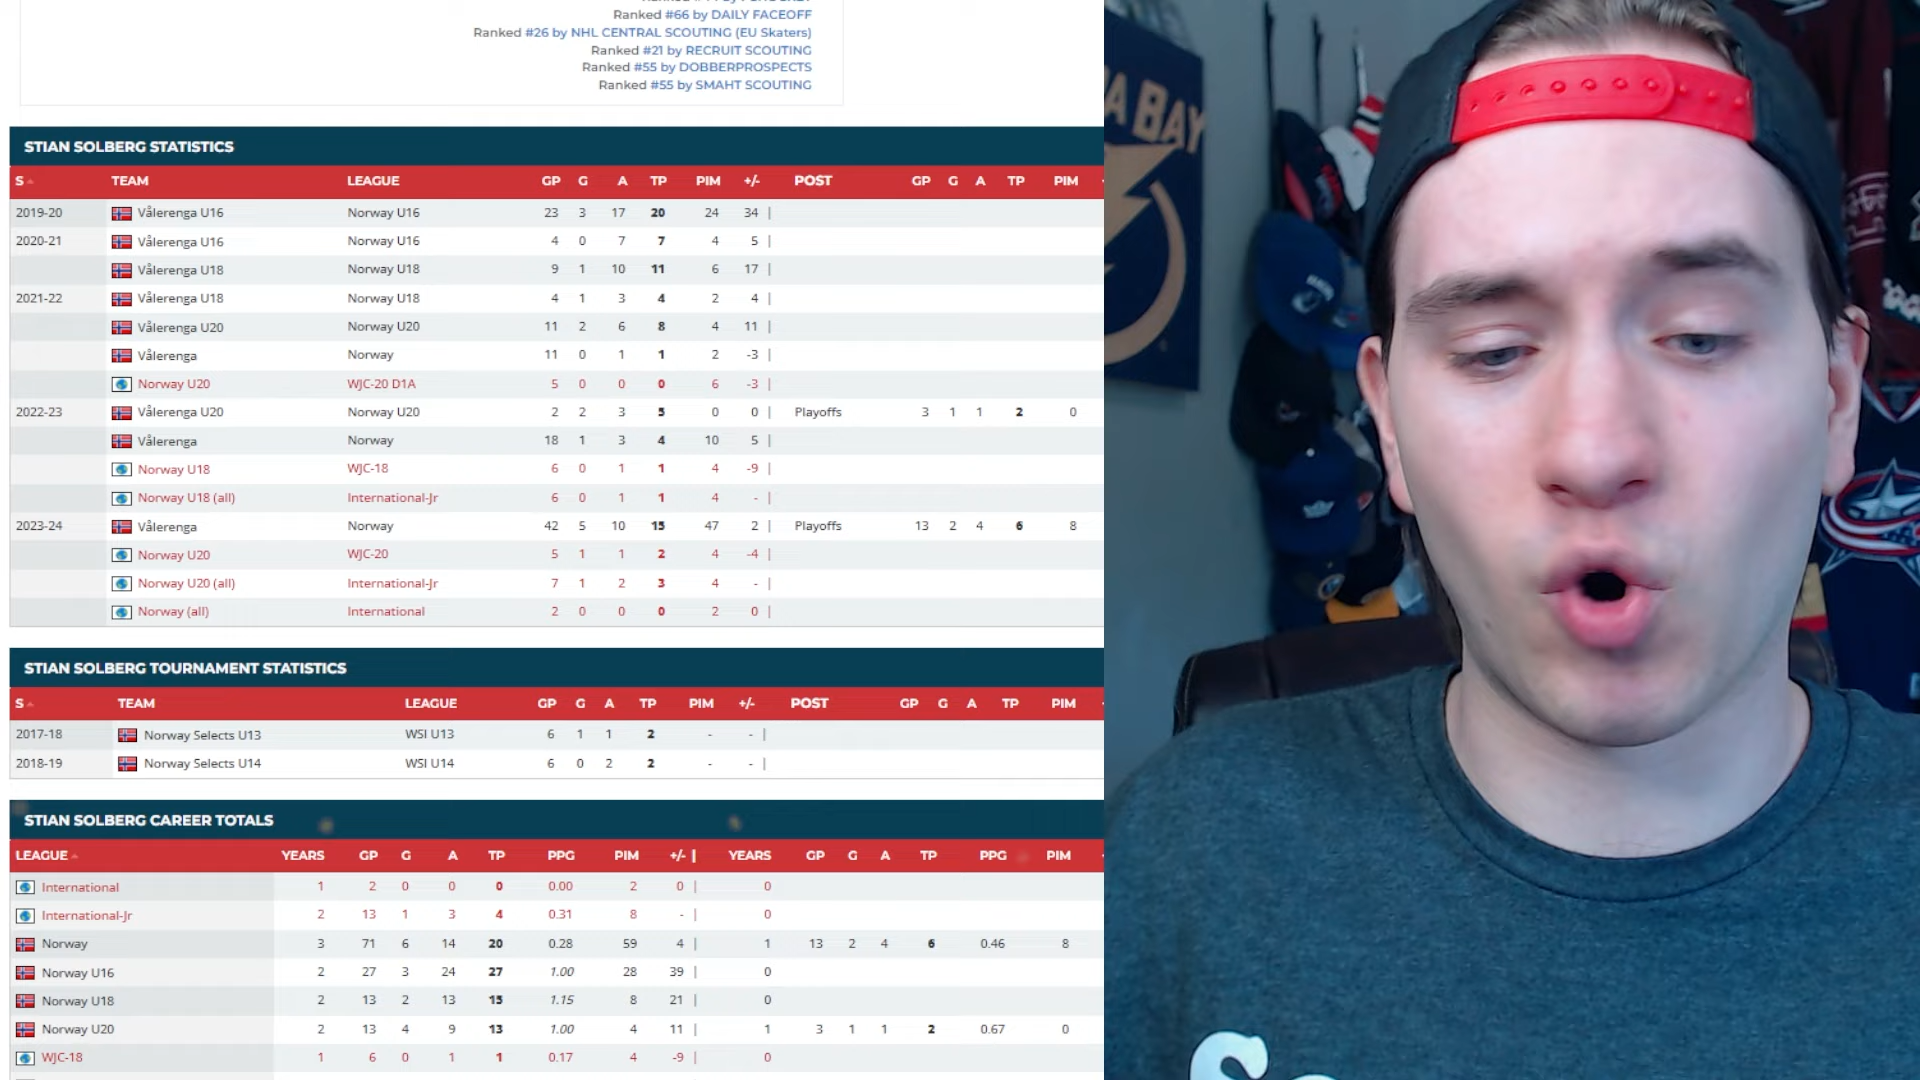 Ranked #66 by DAILY FACEOFF
Ranked #26 by NHL CENTRAL SCOUTING (EU Skaters)
Ranked #21 by RECRUIT SCOUTING
Ranked #55 by DOBBERPROSPECTS
Ranked #55 by SMAHT SCOUTING
STIAN SOLBERG STATISTICS
S TEAM LEAGUE GP G A TP PIM +/- POST GP G A TP PIM
2019-20 Vålerenga U16 Norway U16 23 3 17 20 24 34 |
2020-21 Vålerenga U16 Norway U16 4 0 7 7 4 5 |
Vålerenga U18 Norway U18 9 1 10 11 6 17 |
2021-22 Vålerenga U18 Norway U18 4 1 3 4 2 4 |
Vålerenga U20 Norway U20 11 2 6 8 4 11 |
Vålerenga Norway 11 0 1 1 2 -3 |
Norway U20 WJC-20 D1A 5 0 0 0 6 -3 |
2022-23 Vålerenga U20 Norway U20 2 2 3 5 0 0 | Playoffs 3 1 1 2 0
Vålerenga Norway 18 1 3 4 10 5 |
Norway U18 WJC-18 6 0 1 1 4 -9 |
Norway U18 (all) International-Jr 6 0 1 1 4 - |
2023-24 Vålerenga Norway 42 5 10 15 47 2 | Playoffs 13 2 4 6 8
Norway U20 WJC-20 5 1 1 2 4 -4 |
Norway U20 (all) International-Jr 7 1 2 3 4 - |
Norway (all) International 2 0 0 0 2 0 |
STIAN SOLBERG TOURNAMENT STATISTICS
S TEAM LEAGUE GP G A TP PIM +/- POST GP G A TP PIM
2017-18 Norway Selects U13 WSI U13 6 1 1 2 - - |
2018-19 Norway Selects U14 WSI U14 6 0 2 2 - - |
STIAN SOLBERG CAREER TOTALS
LEAGUE YEARS GP G A TP PPG PIM +/- | YEARS GP G A TP PPG PIM
International 1 2 0 0 0 0.00 2 0 | 0
International-Jr 2 13 1 3 4 0.31 8 - | 0
Norway 3 71 6 14 20 0.28 59 4 | 1 13 2 4 6 0.46 8
Norway U16 2 27 3 24 27 1.00 28 39 | 0
Norway U18 2 13 2 13 15 1.15 8 21 | 0
Norway U20 2 13 4 9 13 1.00 4 11 | 1 3 1 1 2 0.67 0
WJC-18 1 6 0 1 1 0.17 4 -9 | 0
A BAY